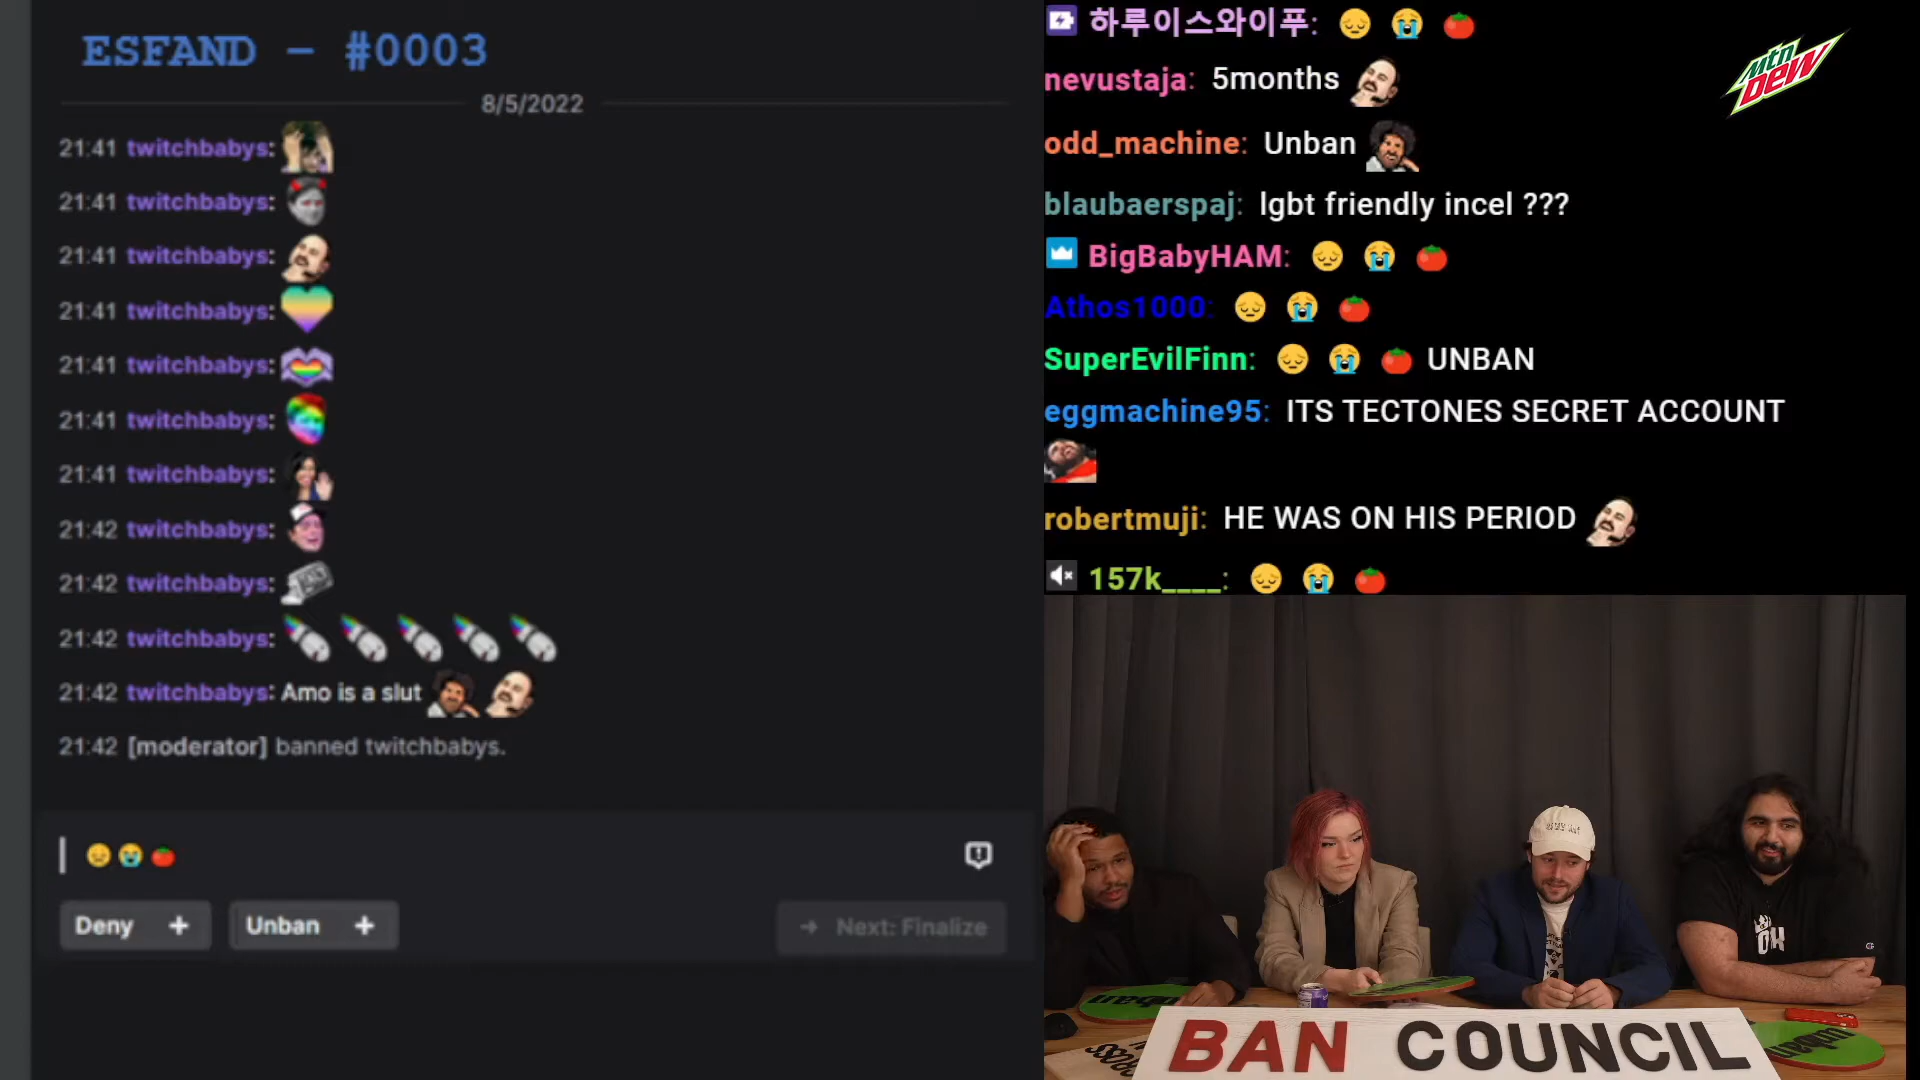 ESFAND - #0003
8/5/2022
21:41 twitchbabys:
21:41 twitchbabys:
21:41 twitchbabys:
21:41 twitchbabys:
21:41 twitchbabys:
21:41 twitchbabys:
21:41 twitchbabys:
21:42 twitchbabys:
21:42 twitchbabys:
21:42 twitchbabys:
21:42 twitchbabys: Amo is a slut
21:42 [moderator] banned twitchbabys.
Deny +
Unban +
→ Next: Finalize
하루이스와이푸:
nevustaja: 5months
odd_machine: Unban
blaubaerspaj: lgbt friendly incel ???
BigBabyHAM:
Athos1000:
SuperEvilFinn: UNBAN
eggmachine95: ITS TECTONES SECRET ACCOUNT
robertmuji: HE WAS ON HIS PERIOD
157k____:
mtn
DEW
OK
unban
unban
BAN COUNCIL